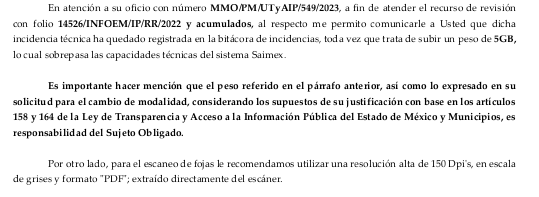 En atención a su oficio con número MMO/PM/UTyAIP/549/2023, a fin de atender el recurso de revisión
con folio 14526/INFOEM/IP/RR/2022 y acumulados, al respecto me permito comunicarle a Usted que dicha
incidencia técnica ha quedado registrada en la bitácora de incidencias, toda vez que trata de subir un peso de 5GB,
lo cual sobrepasa las capacidades técnicas del sistema Saimex.
Es importante hacer mención que el peso referido en el párrafo anterior, así como lo expresado en su
solicitud para el cambio de modalidad, considerando los supuestos de su justificación con base en los artículos
158 y 164 de la Ley de Transparencia y Acceso a la Información Pública del Estado de México y Municipios, es
responsabilidad del Sujeto Obligado.
Por otro lado, para el escaneo de fojas le recomendamos utilizar una resolución alta de 150 Dpi's, en escala
de grises y formato "PDF"; extraído directamente del escáner.